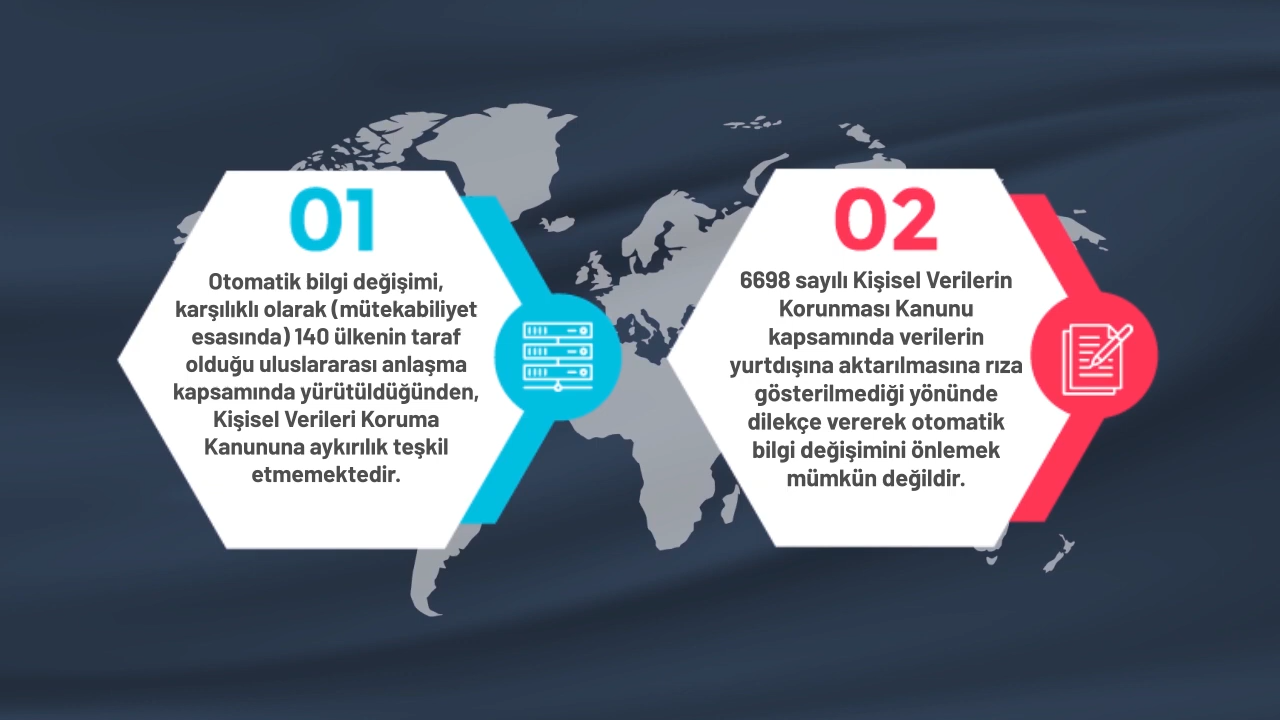 01
Otomatik bilgi değişimi,
karşılıklı olarak (mütekabiliyet
esasında) 140 ülkenin taraf
olduğu uluslararası anlaşma
kapsamında yürütüldüğünden,
Kişisel Verileri Koruma
Kanununa aykırılık teşkil
etmemektedir.
02
6698 sayılı Kişisel Verilerin
Korunması Kanunu
kapsamında verilerin
yurtdışına aktarılmasına rıza
gösterilmediği yönünde
dilekçe vererek otomatik
bilgi değişimini önlemek
mümkün değildir.